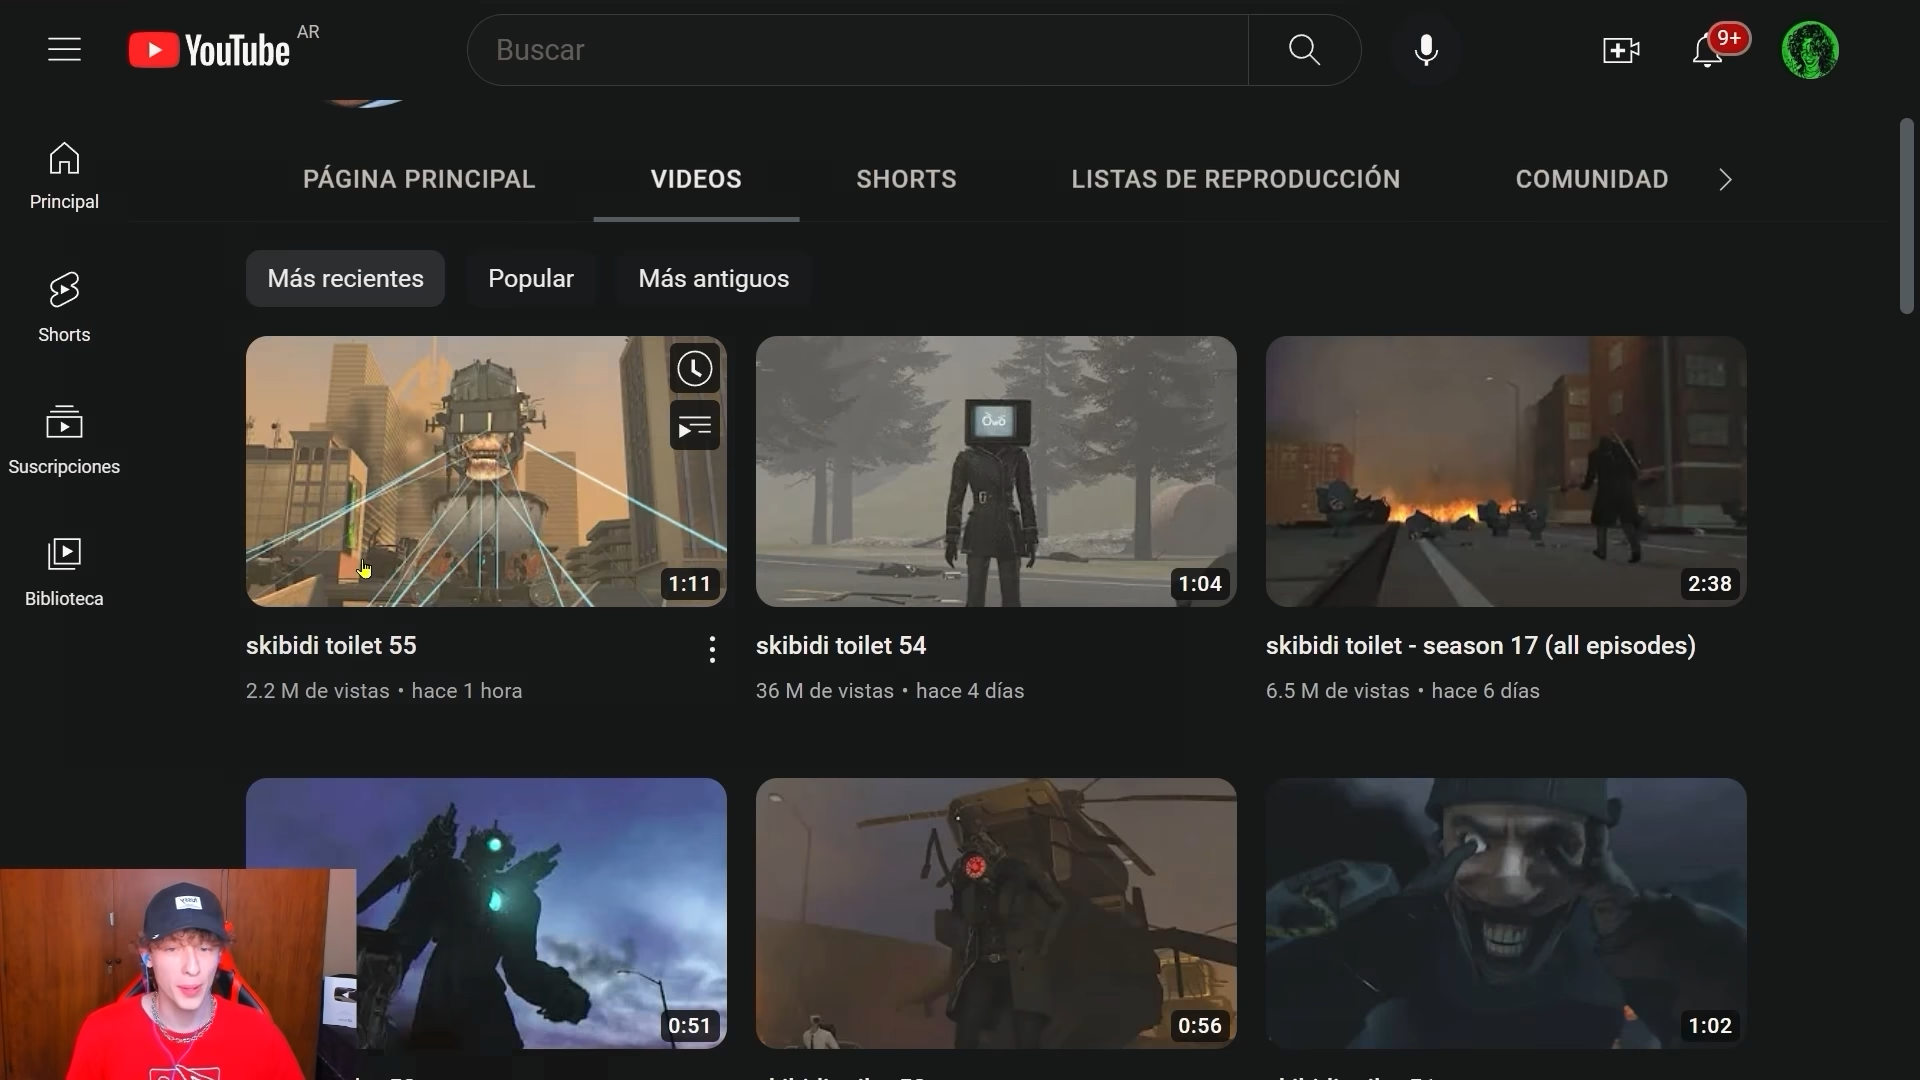 YouTube AR
Buscar
9+
Principal
Shorts
Suscripciones
Biblioteca
PÁGINA PRINCIPAL VIDEOS SHORTS LISTAS DE REPRODUCCIÓN COMUNIDAD
Más recientes Popular Más antiguos
1:11 1:04 2:38
skibidi toilet 55
2.2 M de vistas • hace 1 hora
skibidi toilet 54
36 M de vistas • hace 4 días
skibidi toilet - season 17 (all episodes)
6.5 M de vistas • hace 6 días
0:51 0:56 1:02